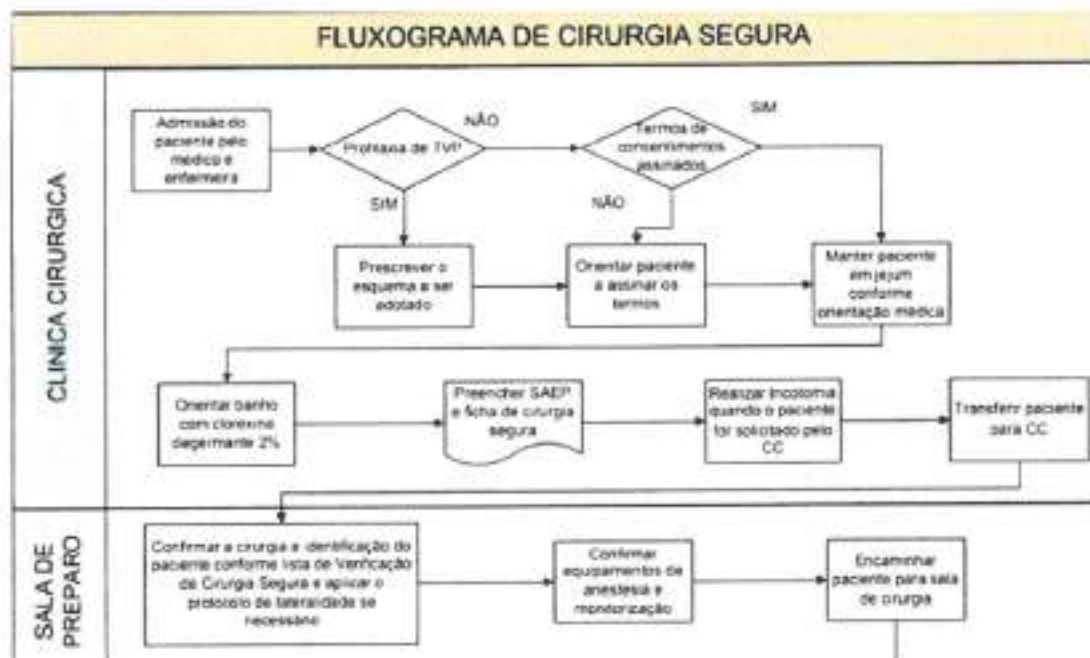 FLUXOGRAMA DE CIRURGIA SEGURA
CLINICA CIRURGICA
Admissão do
paciente pelo
médico e
enfermeira
Profilaxia de TVP
NÃO
SIM
Termos de
consentimentos
assinados
SIM
NÃO
Prescrever o
esquema a ser
adotado
Orientar paciente
a assinar os
termos
Manter paciente
em jejum
conforme
orientação médica
Orientar banho
com clorexina
degermante 2%
Preencher SAEP
e ficha de cirurgia
segura
Realizar tricotomia
quando o paciente
for solicitado pelo
CC
Transferir paciente
para CC
SALA DE
PREPARO
Confirmar a cirurgia e identificação do
paciente conforme lista de Verificação
de Cirurgia Segura e aplicar o
protocolo de lateralidade se
necessário
Confirmar
equipamentos de
anestesia e
monitorização
Encaminhar
paciente para sala
de cirurgia